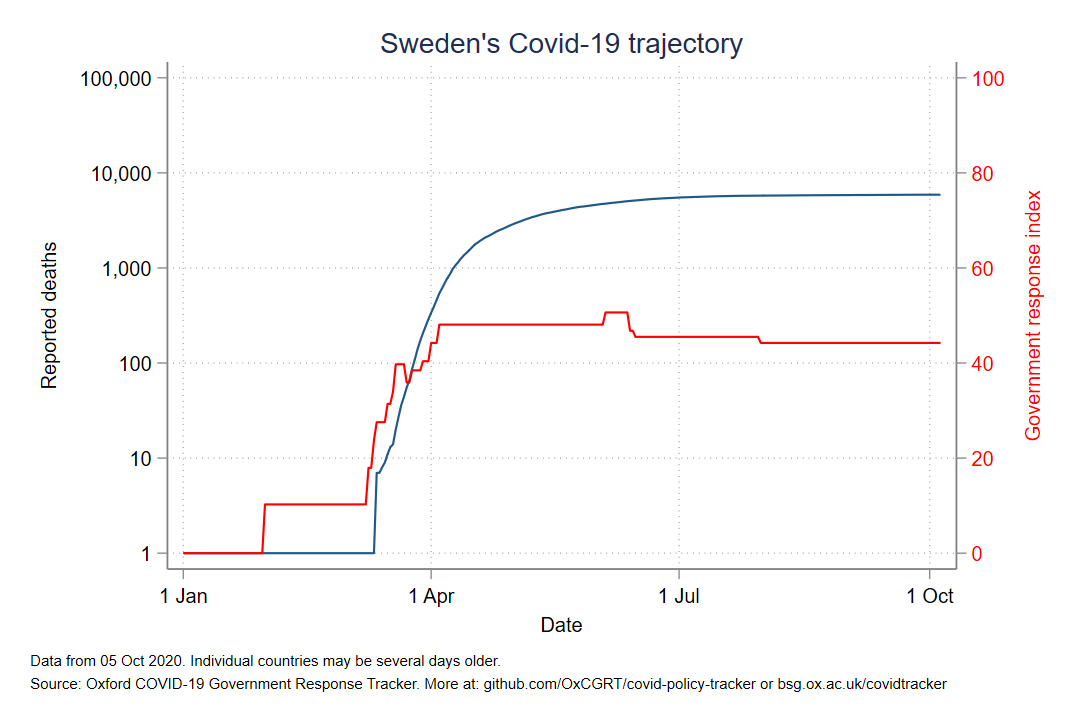 Sweden's Covid-19 trajectory
100,000
10,000
1,000
100
10
1
Reported deaths
100
80
60
40
20
0
Government response index
1 Jan
1 Apr
1 Jul
1 Oct
Date
Data from 05 Oct 2020. Individual countries may be several days older.
Source: Oxford COVID-19 Government Response Tracker. More at: github.com/OxCGRT/covid-policy-tracker or bsg.ox.ac.uk/covidtracker